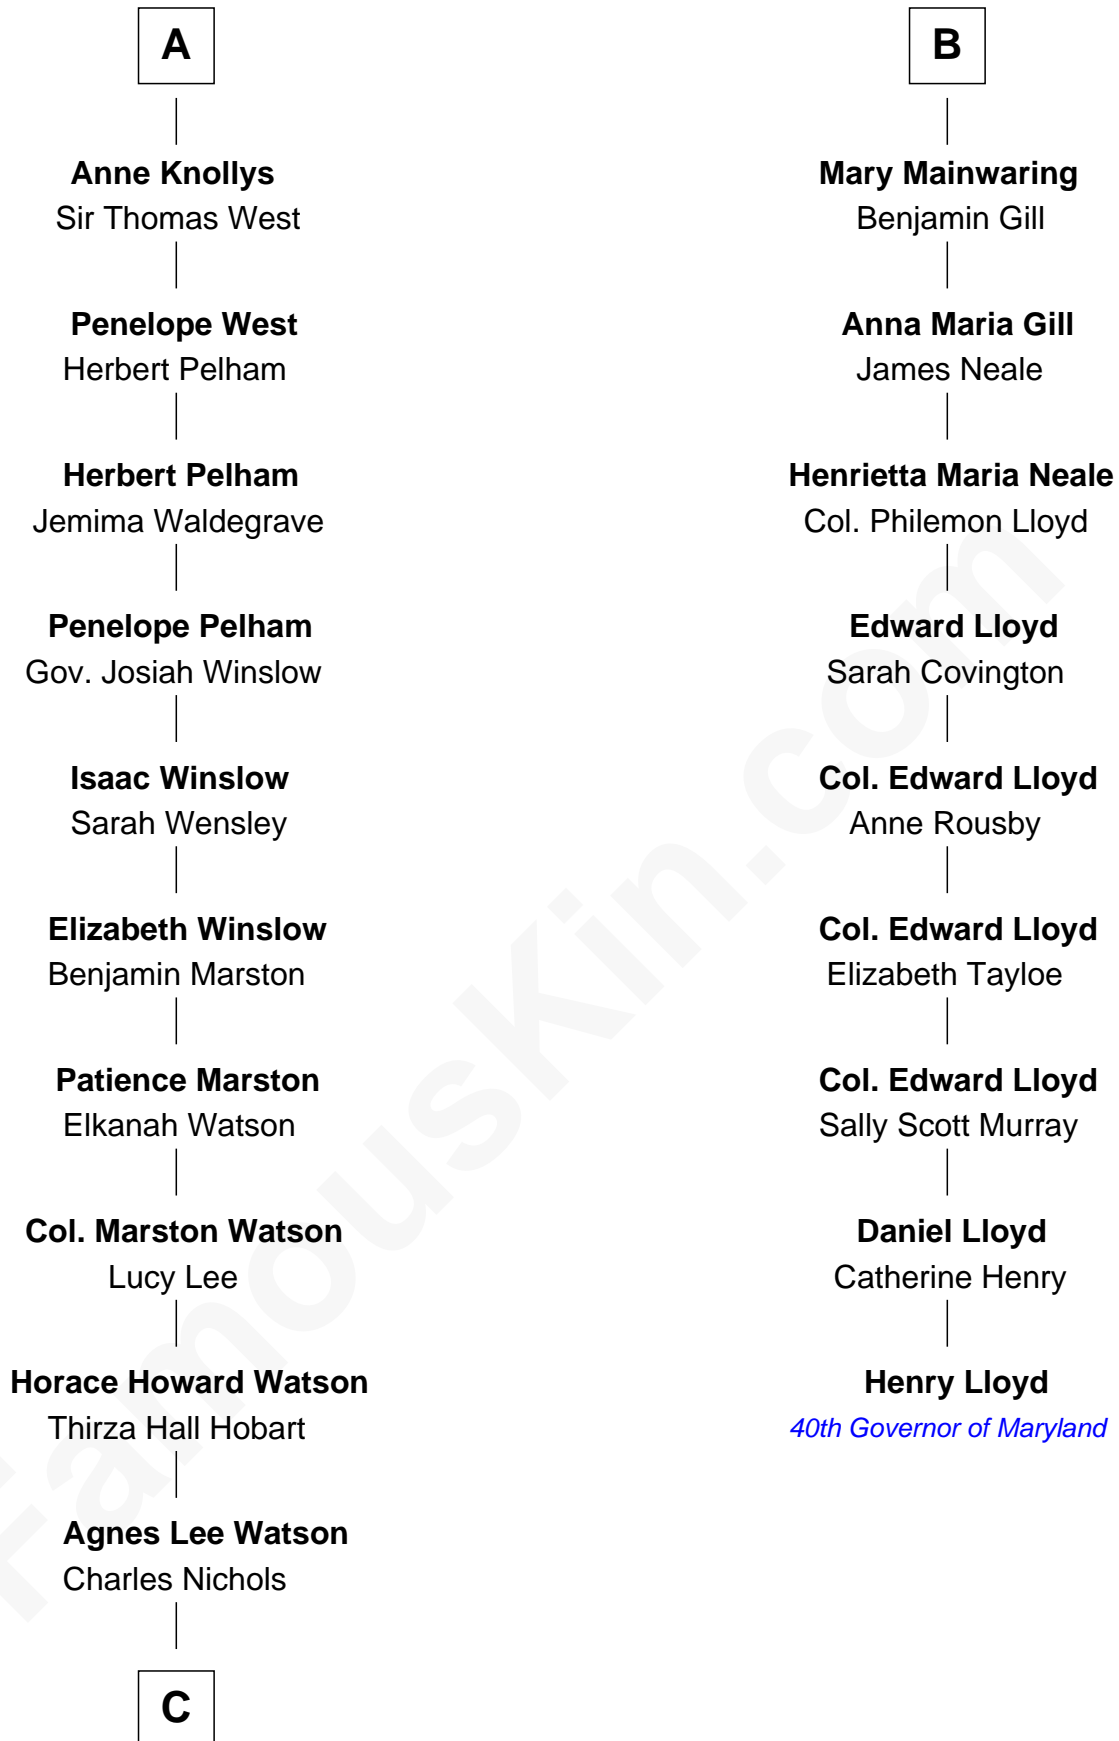 A
Anne Knollys
Sir Thomas West
Penelope West
Herbert Pelham
Herbert Pelham
Jemima Waldegrave
Penelope Pelham
Gov. Josiah Winslow
Isaac Winslow
Sarah Wensley
Elizabeth Winslow
Benjamin Marston
Patience Marston
Elkanah Watson
Col. Marston Watson
Lucy Lee
Horace Howard Watson
Thirza Hall Hobart
Agnes Lee Watson
Charles Nichols
C
B
Mary Mainwaring
Benjamin Gill
Anna Maria Gill
James Neale
Henrietta Maria Neale
Col. Philemon Lloyd
Edward Lloyd
Sarah Covington
Col. Edward Lloyd
Anne Rousby
Col. Edward Lloyd
Elizabeth Tayloe
Col. Edward Lloyd
Sally Scott Murray
Daniel Lloyd
Catherine Henry
Henry Lloyd
40th Governor of Maryland
FamousKin.com